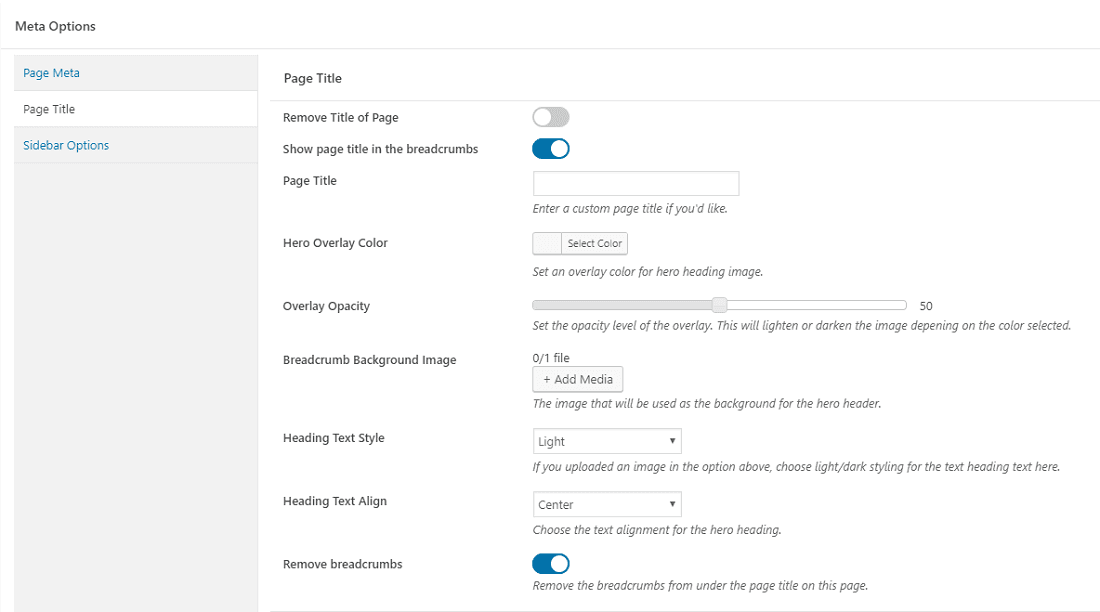 Meta Options
Page Meta
Page Title
Sidebar Options
Page Title
Remove Title of Page
Show page title in the breadcrumbs
Page Title
Enter a custom page title if you'd like.
Hero Overlay Color
Select Color
Set an overlay color for hero heading image.
Overlay Opacity
50
Set the opacity level of the overlay. This will lighten or darken the image depening on the color selected.
Breadcrumb Background Image
0/1 file
+ Add Media
The image that will be used as the background for the hero header.
Heading Text Style
Light
If you uploaded an image in the option above, choose light/dark styling for the text heading text here.
Heading Text Align
Center
Choose the text alignment for the hero heading.
Remove breadcrumbs
Remove the breadcrumbs from under the page title on this page.